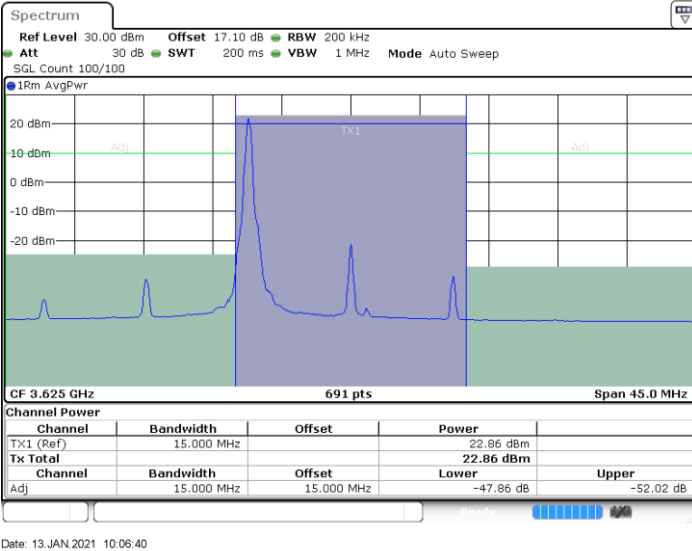 Spectrum
Ref Level 30.00 dBm Offset 17.10 dB RBW 200 kHz
Att 30 dB SWT 200 ms VBW 1 MHz Mode Auto Sweep
SGL Count 100/100
1Rm AvgPwr
20 dBm
TX1
Adj
Adj
10 dBm
0 dBm
-10 dBm
-20 dBm
CF 3.625 GHz 691 pts Span 45.0 MHz
Channel Power
Channel Bandwidth Offset Power
TX1 (Ref) 15.000 MHz 22.86 dBm
Tx Total 22.86 dBm
Channel Bandwidth Offset Lower Upper
Adj 15.000 MHz 15.000 MHz -47.86 dB -52.02 dB
Ready
Date: 13.JAN.2021 10:06:40